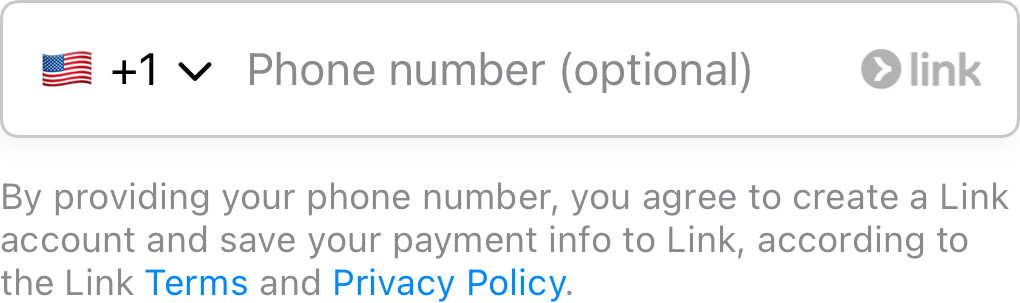 +1 Phone number (optional) link
By providing your phone number, you agree to create a Link
account and save your payment info to Link, according to
the Link Terms and Privacy Policy.